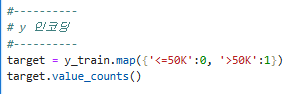 #----------
# y 인코딩
#----------
target = y_train.map({'<=50K':0, '>50K':1})
target.value_counts()